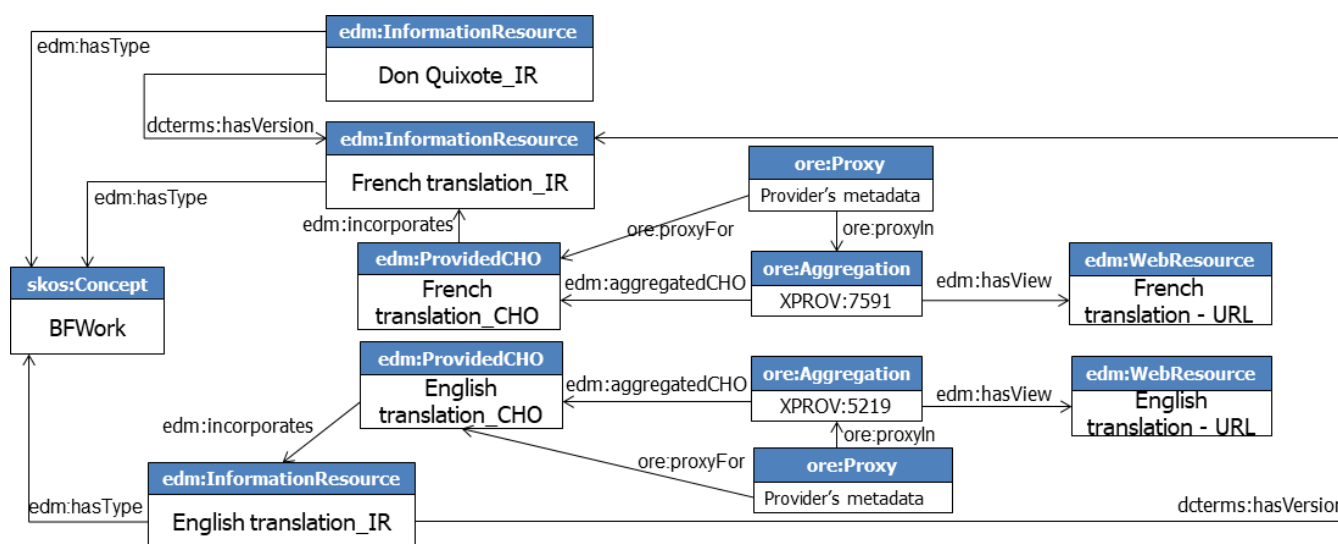 edm:InformationResource
Don Quixote_IR
edm:hasType
dcterms:hasVersion
edm:InformationResource
French translation_IR
edm:hasType
edm:incorporates
ore:Proxy
Provider's metadata
ore:proxyFor
ore:proxyIn
edm:ProvidedCHO
French
translation_CHO
edm:aggregatedCHO
ore:Aggregation
XPROV:7591
edm:hasView
edm:WebResource
French
translation - URL
skos:Concept
BFWork
edm:ProvidedCHO
English
translation_CHO
edm:aggregatedCHO
ore:Aggregation
XPROV:5219
edm:hasView
edm:WebResource
English
translation - URL
edm:incorporates
ore:proxyIn
ore:proxyFor
ore:Proxy
Provider's metadata
edm:InformationResource
English translation_IR
edm:hasType
dcterms:hasVersion